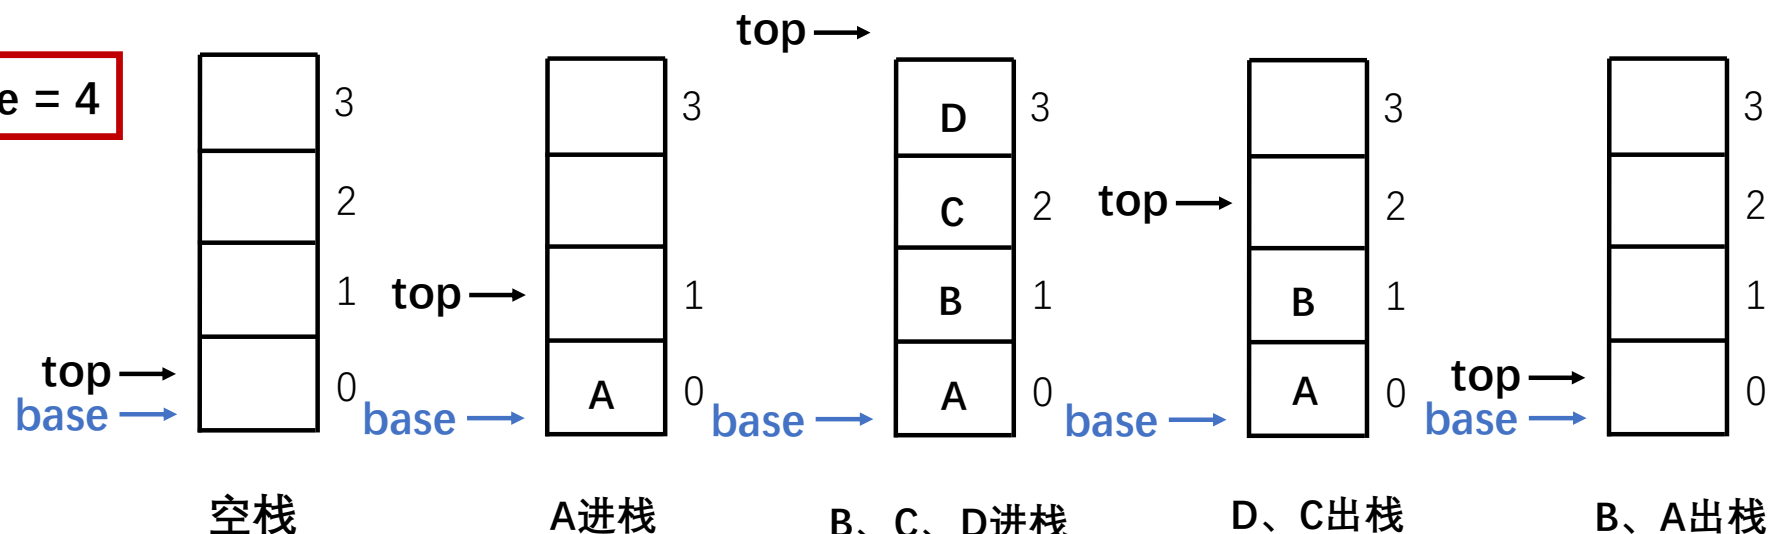 e = 4
top
base
3
2
1
0
空栈
top
base
3
1
0
A
A进栈
top
base
D
C
B
A
3
2
1
0
B、C、D进栈
top
base
B
A
3
2
1
0
D、C出栈
top
base
3
2
1
0
B、A出栈